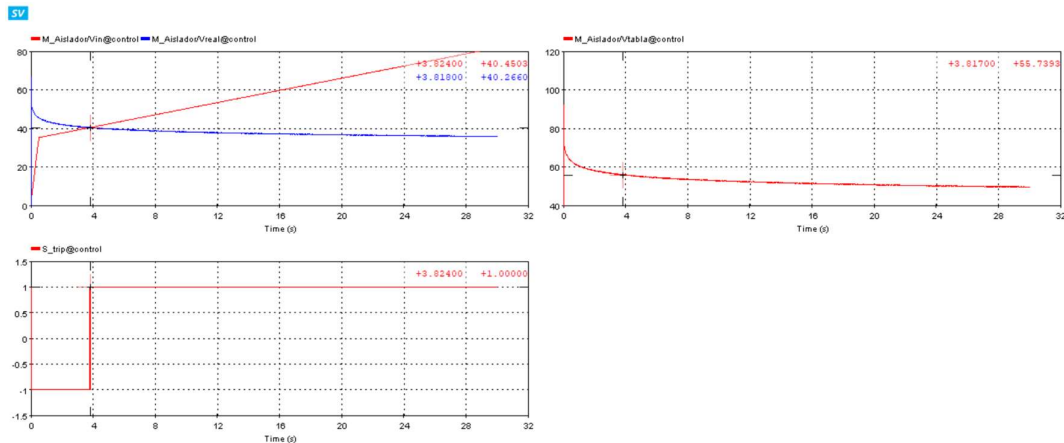 SV
M_Aislador/Vin@control M_Aislador/Vreal@control
80
60
40
20
0
+3.82400 +40.4503
+3.81800 +40.2660
0 4 8 12 16 20 24 28 32
Time (s)
M_Aislador/Vtabla@control
120
100
80
60
40
+3.81700 +55.7393
0 4 8 12 16 20 24 28 32
Time (s)
S_trip@control
1.5
1
0.5
0
-0.5
-1
-1.5
+3.82400 +1.00000
0 4 8 12 16 20 24 28 32
Time (s)